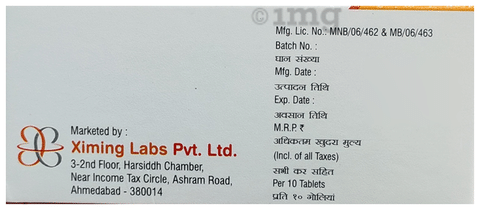 img
Mfg. Lic. No.: MNB/06/462 & MB/06/463
Batch No. :
घान संख्या
Mfg. Date :
उत्पादन तिथि
Exp. Date :
अवसान तिथि
M.R.P. ₹
अधिकतम खुदरा मूल्य
(Incl. of all Taxes)
सभी कर सहित
Per 10 Tablets
प्रति १० गोलियां
Marketed by :
Ximing Labs Pvt. Ltd.
3-2nd Floor, Harsiddh Chamber,
Near Income Tax Circle, Ashram Road,
Ahmedabad - 380014